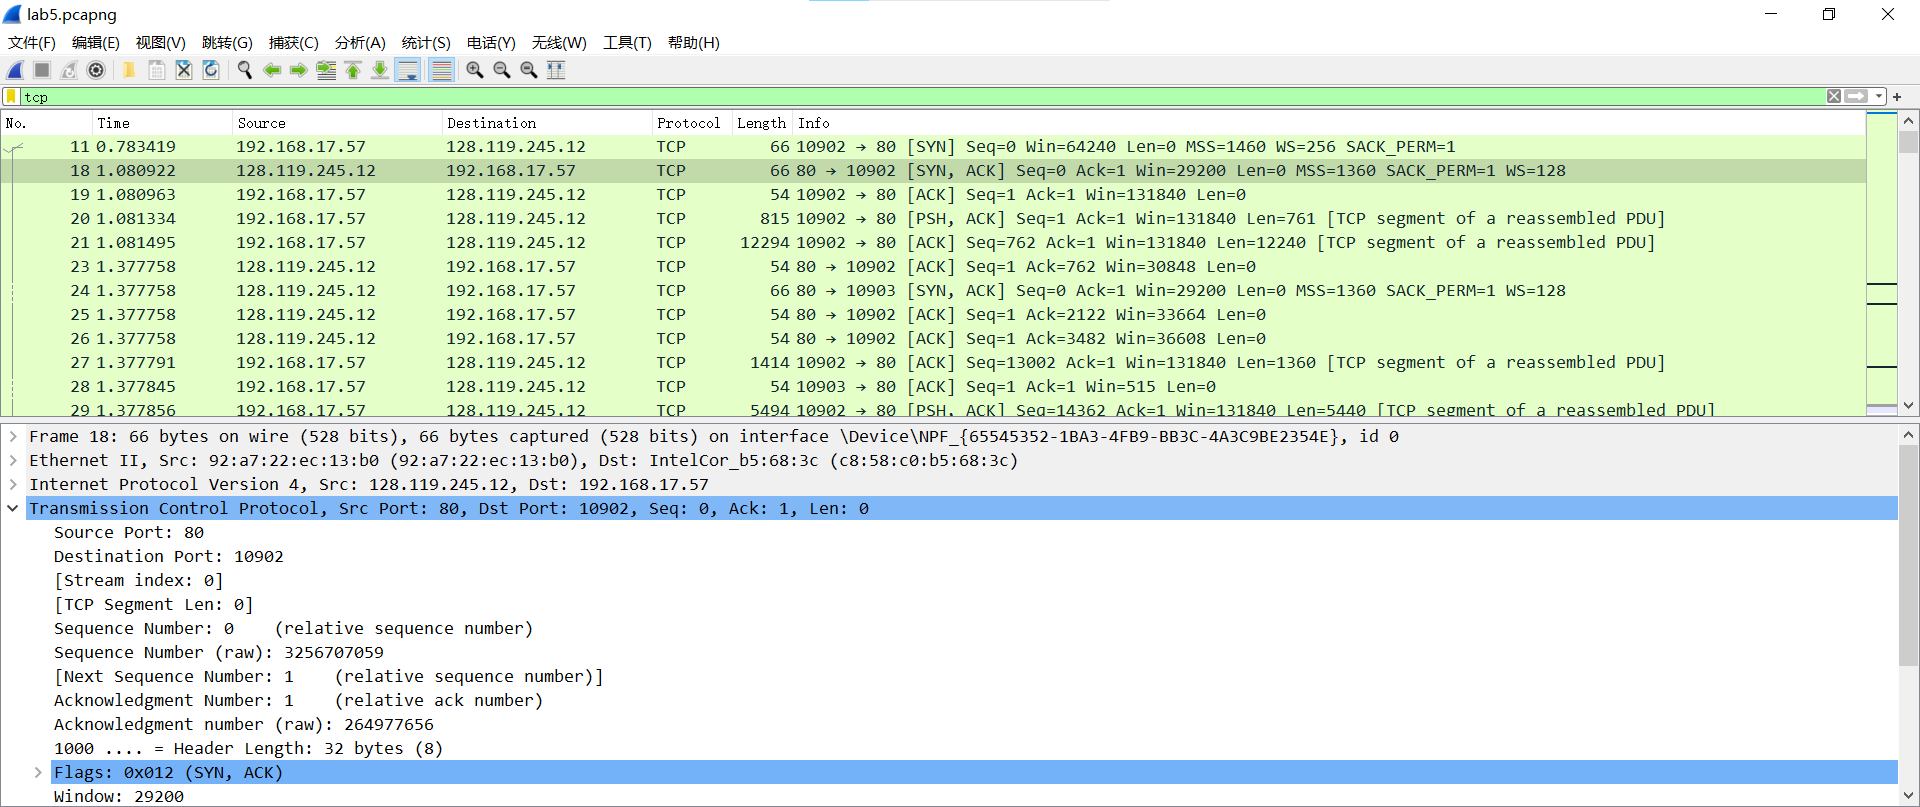 lab5.pcapng
文件(F) 编辑(E) 视图(V) 跳转(G) 捕获(C) 分析(A) 统计(S) 电话(Y) 无线(W) 工具(T) 帮助(H)
tcp
No. Time Source Destination Protocol Length Info
11 0.783419 192.168.17.57 128.119.245.12 TCP 66 10902 → 80 [SYN] Seq=0 Win=64240 Len=0 MSS=1460 WS=256 SACK_PERM=1
18 1.080922 128.119.245.12 192.168.17.57 TCP 66 80 → 10902 [SYN, ACK] Seq=0 Ack=1 Win=29200 Len=0 MSS=1360 SACK_PERM=1 WS=128
19 1.080963 192.168.17.57 128.119.245.12 TCP 54 10902 → 80 [ACK] Seq=1 Ack=1 Win=131840 Len=0
20 1.081334 192.168.17.57 128.119.245.12 TCP 815 10902 → 80 [PSH, ACK] Seq=1 Ack=1 Win=131840 Len=761 [TCP segment of a reassembled PDU]
21 1.081495 192.168.17.57 128.119.245.12 TCP 12294 10902 → 80 [ACK] Seq=762 Ack=1 Win=131840 Len=12240 [TCP segment of a reassembled PDU]
23 1.377758 128.119.245.12 192.168.17.57 TCP 54 80 → 10902 [ACK] Seq=1 Ack=762 Win=30848 Len=0
24 1.377758 128.119.245.12 192.168.17.57 TCP 66 80 → 10903 [SYN, ACK] Seq=0 Ack=1 Win=29200 Len=0 MSS=1360 SACK_PERM=1 WS=128
25 1.377758 128.119.245.12 192.168.17.57 TCP 54 80 → 10902 [ACK] Seq=1 Ack=2122 Win=33664 Len=0
26 1.377758 128.119.245.12 192.168.17.57 TCP 54 80 → 10902 [ACK] Seq=1 Ack=3482 Win=36608 Len=0
27 1.377791 192.168.17.57 128.119.245.12 TCP 1414 10902 → 80 [ACK] Seq=13002 Ack=1 Win=131840 Len=1360 [TCP segment of a reassembled PDU]
28 1.377845 192.168.17.57 128.119.245.12 TCP 54 10903 → 80 [ACK] Seq=1 Ack=1 Win=515 Len=0
29 1.377856 192.168.17.57 128.119.245.12 TCP 5494 10902 → 80 [PSH, ACK] Seq=14362 Ack=1 Win=131840 Len=5440 [TCP segment of a reassembled PDU]
Frame 18: 66 bytes on wire (528 bits), 66 bytes captured (528 bits) on interface \Device\NPF_{65545352-1BA3-4FB9-BB3C-4A3C9BE2354E}, id 0
Ethernet II, Src: 92:a7:22:ec:13:b0 (92:a7:22:ec:13:b0), Dst: IntelCor_b5:68:3c (c8:58:c0:b5:68:3c)
Internet Protocol Version 4, Src: 128.119.245.12, Dst: 192.168.17.57
Transmission Control Protocol, Src Port: 80, Dst Port: 10902, Seq: 0, Ack: 1, Len: 0
Source Port: 80
Destination Port: 10902
[Stream index: 0]
[TCP Segment Len: 0]
Sequence Number: 0    (relative sequence number)
Sequence Number (raw): 3256707059
[Next Sequence Number: 1    (relative sequence number)]
Acknowledgment Number: 1    (relative ack number)
Acknowledgment number (raw): 264977656
1000 .... = Header Length: 32 bytes (8)
Flags: 0x012 (SYN, ACK)
Window: 29200